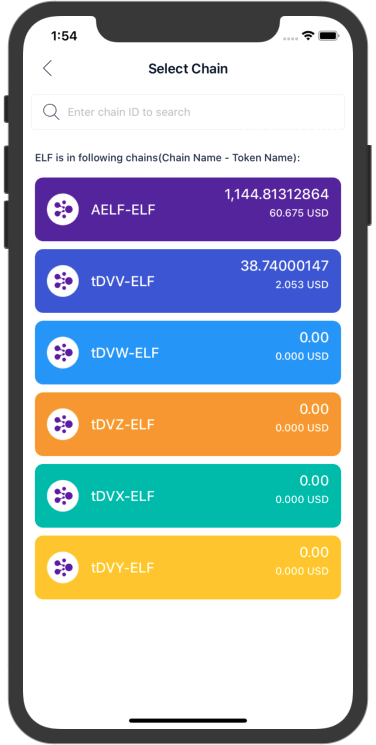 1:54
Select Chain
Enter chain ID to search
ELF is in following chains(Chain Name - Token Name):
AELF-ELF
1,144.81312864
60.675 USD
tDVV-ELF
38.74000147
2.053 USD
tDVW-ELF
0.00
0.000 USD
tDVZ-ELF
0.00
0.000 USD
tDVX-ELF
0.00
0.000 USD
tDVY-ELF
0.00
0.000 USD